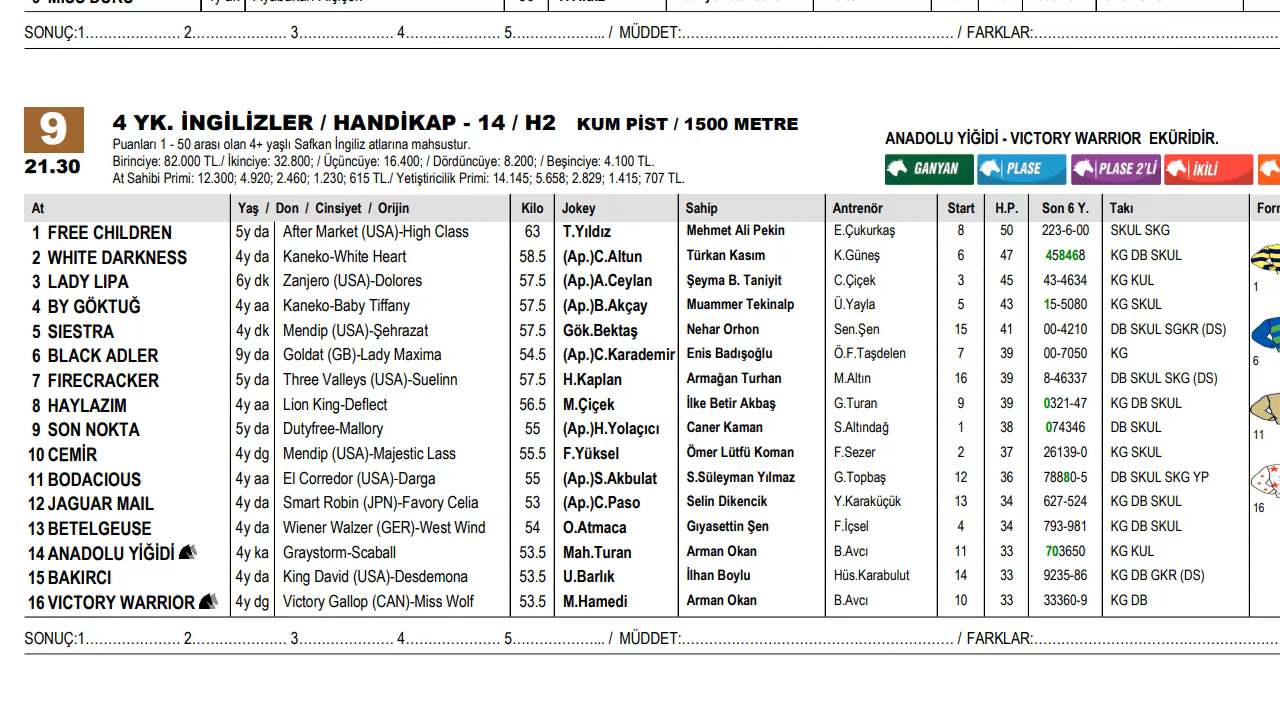 SONUÇ:1………………… 2………………… 3………………… 4………………… 5………………... / MÜDDET:……………………………………………… / FARKLAR:…………………………………………
9
21.30
4 YK. İNGİLİZLER / HANDİKAP - 14 / H2 KUM PİST / 1500 METRE
Puanları 1 - 50 arası olan 4+ yaşlı Safkan İngiliz atlarına mahsustur.
Birinciye: 82.000 TL./ İkinciye: 32.800; / Üçüncüye: 16.400; / Dördüncüye: 8.200; / Beşinciye: 4.100 TL.
At Sahibi Primi: 12.300; 4.920; 2.460; 1.230; 615 TL./ Yetiştiricilik Primi: 14.145; 5.658; 2.829; 1.415; 707 TL.
ANADOLU YİĞİDİ - VICTORY WARRIOR EKÜRİDİR.
GANYAN PLASE PLASE 2'Lİ İKİLİ
At Yaş / Don / Cinsiyet / Orijin Kilo Jokey Sahip Antrenör Start H.P. Son 6 Y. Takı
1 FREE CHILDREN 5y da After Market (USA)-High Class 63 T.Yıldız Mehmet Ali Pekin E.Çukurkaş 8 50 223-6-00 SKUL SKG
2 WHITE DARKNESS 4y da Kaneko-White Heart 58.5 (Ap.)C.Altun Türkan Kasım K.Güneş 6 47 458468 KG DB SKUL
3 LADY LIPA 6y dk Zanjero (USA)-Dolores 57.5 (Ap.)A.Ceylan Şeyma B. Taniyit C.Çiçek 3 45 43-4634 KG KUL
4 BY GÖKTUĞ 4y aa Kaneko-Baby Tiffany 57.5 (Ap.)B.Akçay Muammer Tekinalp Ü.Yayla 5 43 15-5080 KG SKUL
5 SIESTRA 4y dk Mendip (USA)-Şehrazat 57.5 Gök.Bektaş Nehar Orhon Sen.Şen 15 41 00-4210 DB SKUL SGKR (DS)
6 BLACK ADLER 9y da Goldat (GB)-Lady Maxima 54.5 (Ap.)C.Karademir Enis Badışoğlu Ö.F.Taşdelen 7 39 00-7050 KG
7 FIRECRACKER 5y da Three Valleys (USA)-Suelinn 57.5 H.Kaplan Armağan Turhan M.Altın 16 39 8-46337 DB SKUL SKG (DS)
8 HAYLAZIM 4y aa Lion King-Deflect 56.5 M.Çiçek İlke Betir Akbaş G.Turan 9 39 0321-47 KG DB SKUL
9 SON NOKTA 5y da Dutyfree-Mallory 55 (Ap.)H.Yolaçıcı Caner Kaman S.Altındağ 1 38 074346 DB SKUL
10 CEMİR 4y dg Mendip (USA)-Majestic Lass 55.5 F.Yüksel Ömer Lütfü Koman F.Sezer 2 37 26139-0 KG SKUL
11 BODACIOUS 4y aa El Corredor (USA)-Darga 55 (Ap.)S.Akbulat S.Süleyman Yılmaz G.Topbaş 12 36 78880-5 DB SKUL SKG YP
12 JAGUAR MAIL 4y da Smart Robin (JPN)-Favory Celia 53 (Ap.)C.Paso Selin Dikencik Y.Karaküçük 13 34 627-524 KG DB SKUL
13 BETELGEUSE 4y da Wiener Walzer (GER)-West Wind 54 O.Atmaca Gıyasettin Şen F.İçsel 4 34 793-981 KG DB SKUL
14 ANADOLU YİĞİDİ 4y ka Graystorm-Scaball 53.5 Mah.Turan Arman Okan B.Avcı 11 33 703650 KG KUL
15 BAKIRCI 4y da King David (USA)-Desdemona 53.5 U.Barlık İlhan Boylu Hüs.Karabulut 14 33 9235-86 KG DB GKR (DS)
16 VICTORY WARRIOR 4y dg Victory Gallop (CAN)-Miss Wolf 53.5 M.Hamedi Arman Okan B.Avcı 10 33 33360-9 KG DB
1
6
11
16
SONUÇ:1………………… 2………………… 3………………… 4………………… 5………………... / MÜDDET:……………………………………………… / FARKLAR:…………………………………………